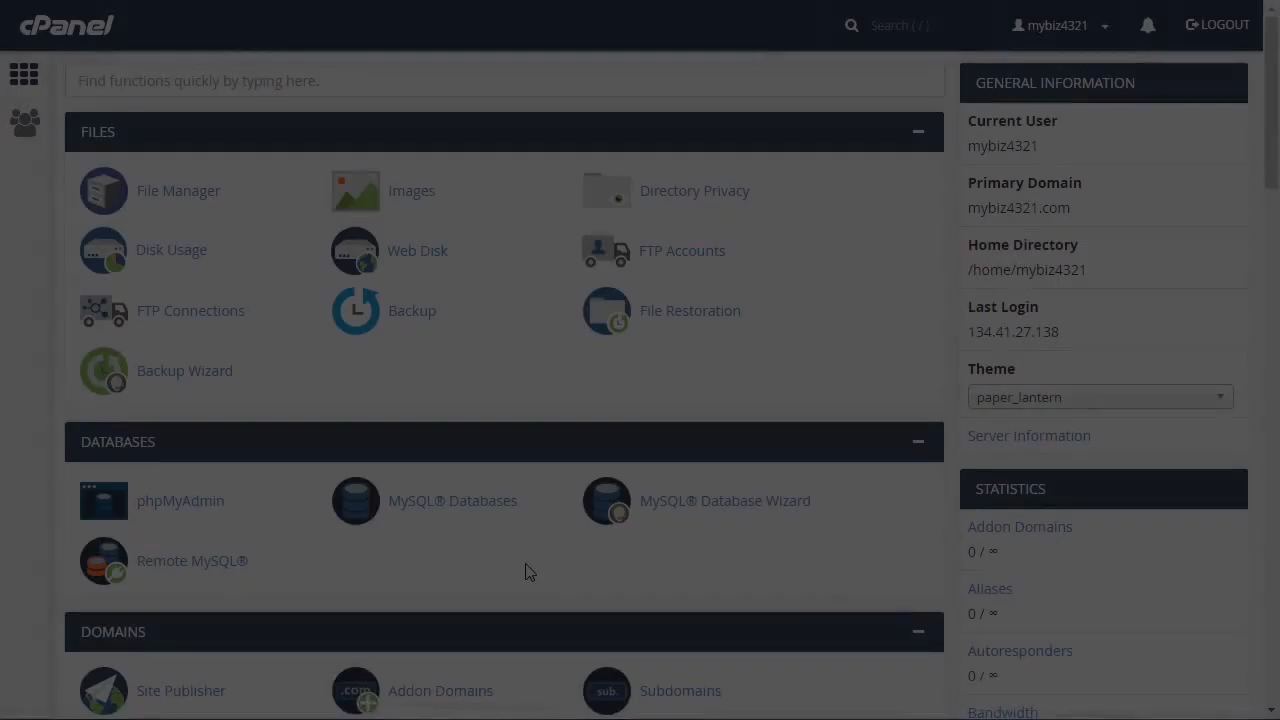 cPanel
Search ( / )
mybiz4321
LOGOUT
Find functions quickly by typing here.
FILES
File Manager
Images
Directory Privacy
Disk Usage
Web Disk
FTP Accounts
FTP Connections
Backup
File Restoration
Backup Wizard
DATABASES
phpMyAdmin
MySQL® Databases
MySQL® Database Wizard
Remote MySQL®
DOMAINS
Site Publisher
.com
Addon Domains
sub.
Subdomains
GENERAL INFORMATION
Current User
mybiz4321
Primary Domain
mybiz4321.com
Home Directory
/home/mybiz4321
Last Login
134.41.27.138
Theme
paper_lantern
Server Information
STATISTICS
Addon Domains
0 / ∞
Aliases
0 / ∞
Autoresponders
0 / ∞
Bandwidth